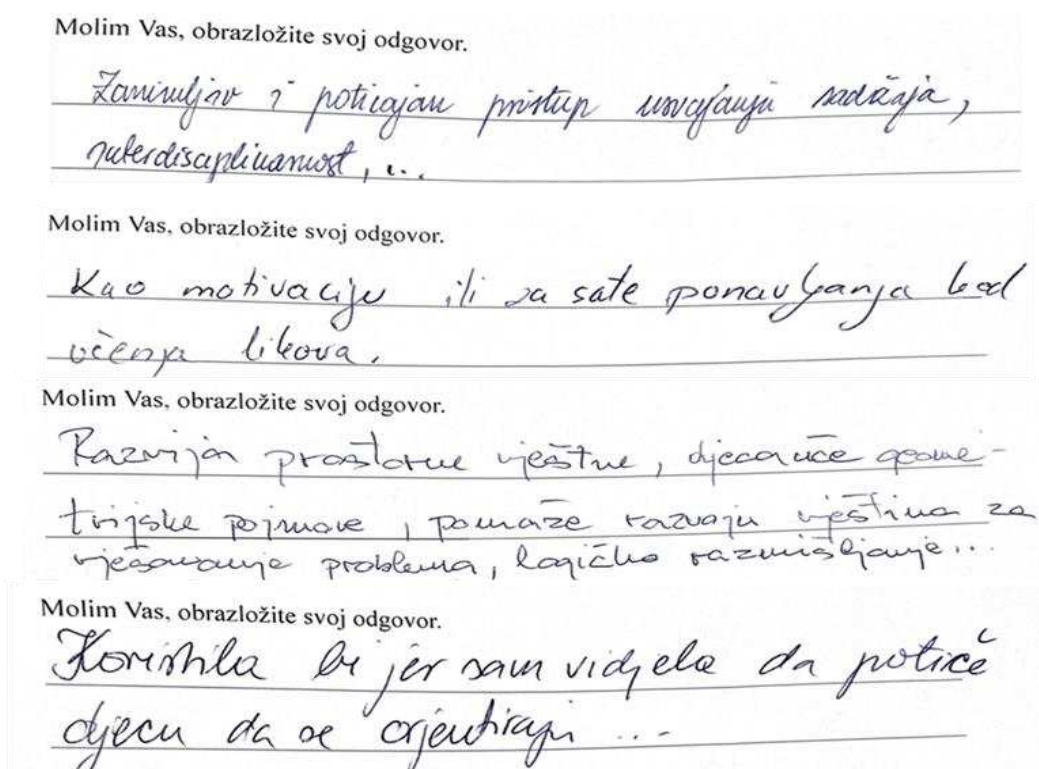 Molim Vas, obrazložite svoj odgovor.
Zanimljiv i poticajan pristup usvajanju sadržaja,
interdisciplinarnost, ...
Molim Vas, obrazložite svoj odgovor.
Kao motivaciju ili za sate ponavljanja kod
učenja likova.
Molim Vas, obrazložite svoj odgovor.
Razvija prostorne vještine, djeca uče geome-
trijske pojmove, pomaže razvoju vještina za
rješavanje problema, logičko razmišljanje...
Molim Vas, obrazložite svoj odgovor.
Koristila bi jer sam vidjela da potiče
djecu da se orjentiraju ...